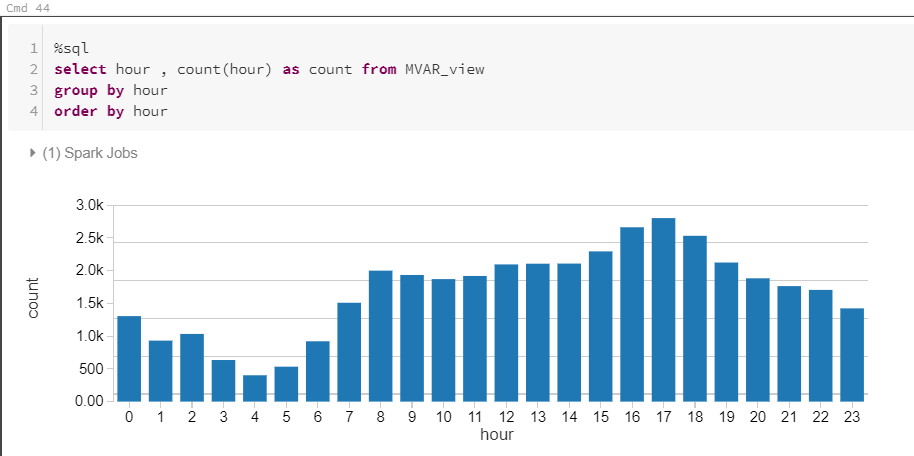 Cmd 44
1 %sql
2 select hour , count(hour) as count from MVAR_view
3 group by hour
4 order by hour
(1) Spark Jobs
3.0k
2.5k
2.0k
1.5k
1.0k
500
0.00
count
0 1 2 3 4 5 6 7 8 9 10 11 12 13 14 15 16 17 18 19 20 21 22 23
hour